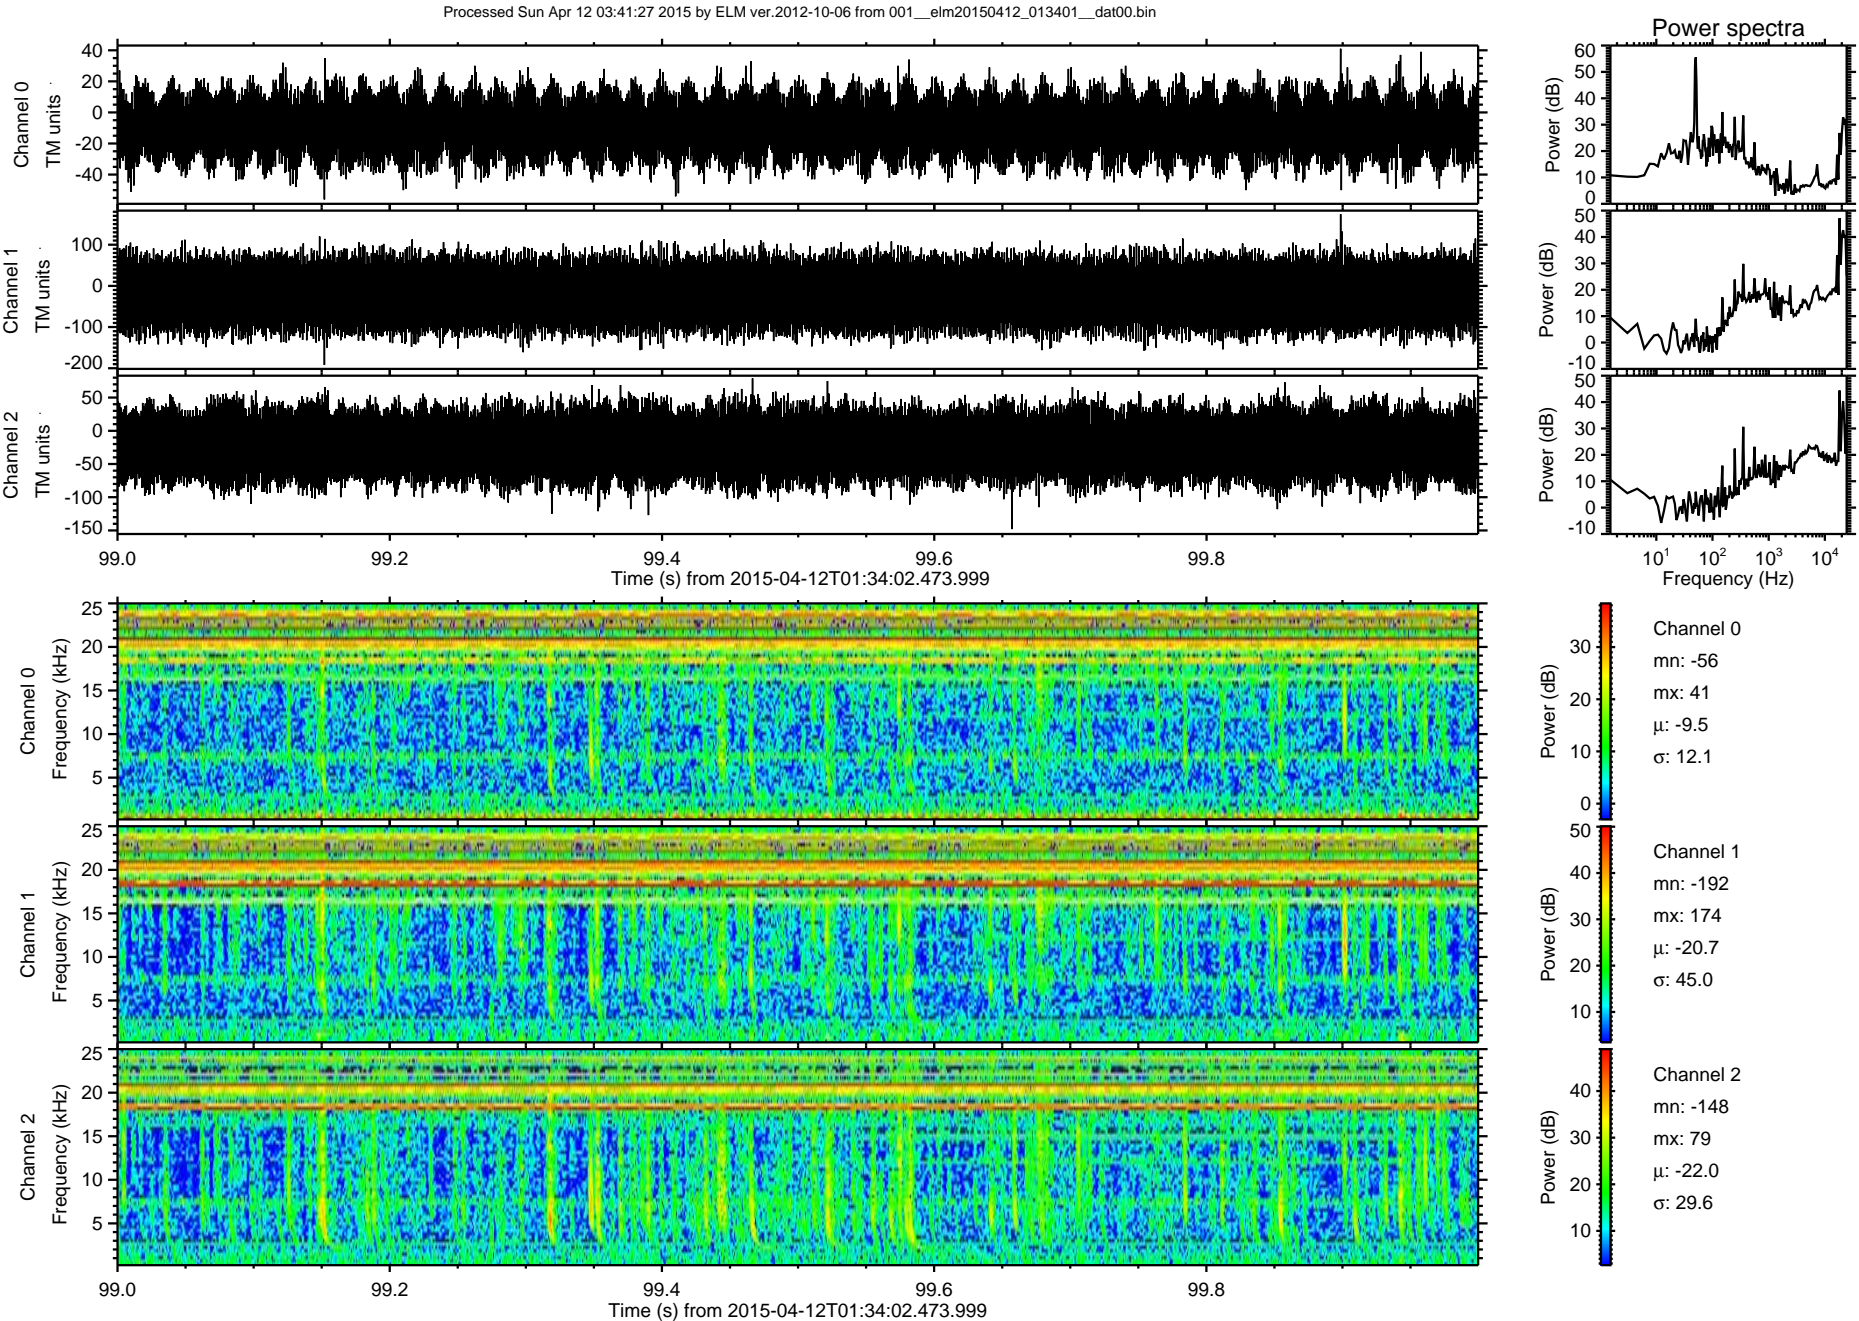 Processed Sun Apr 12 03:41:27 2015 by ELM ver.2012-10-06 from 001__elm20150412_013401__dat00.bin
Power spectra
Channel 0
TM units
40
20
0
-20
-40
Power (dB)
60
50
40
30
20
10
0
Channel 1
TM units
100
0
-100
-200
Power (dB)
50
40
30
20
10
0
-10
Channel 2
TM units
50
0
-50
-100
-150
Power (dB)
50
40
30
20
10
0
-10
99.0 99.2 99.4 99.6 99.8
Time (s) from 2015-04-12T01:34:02.473.999
10¹ 10² 10³ 10⁴
Frequency (Hz)
Channel 0
Frequency (kHz)
25
20
15
10
5
Power (dB)
30
20
10
0
Channel 0
mn: -56
mx: 41
µ: -9.5
σ: 12.1
Channel 1
Frequency (kHz)
25
20
15
10
5
Power (dB)
50
40
30
20
10
Channel 1
mn: -192
mx: 174
µ: -20.7
σ: 45.0
Channel 2
Frequency (kHz)
25
20
15
10
5
Power (dB)
40
30
20
10
Channel 2
mn: -148
mx: 79
µ: -22.0
σ: 29.6
99.0 99.2 99.4 99.6 99.8
Time (s) from 2015-04-12T01:34:02.473.999